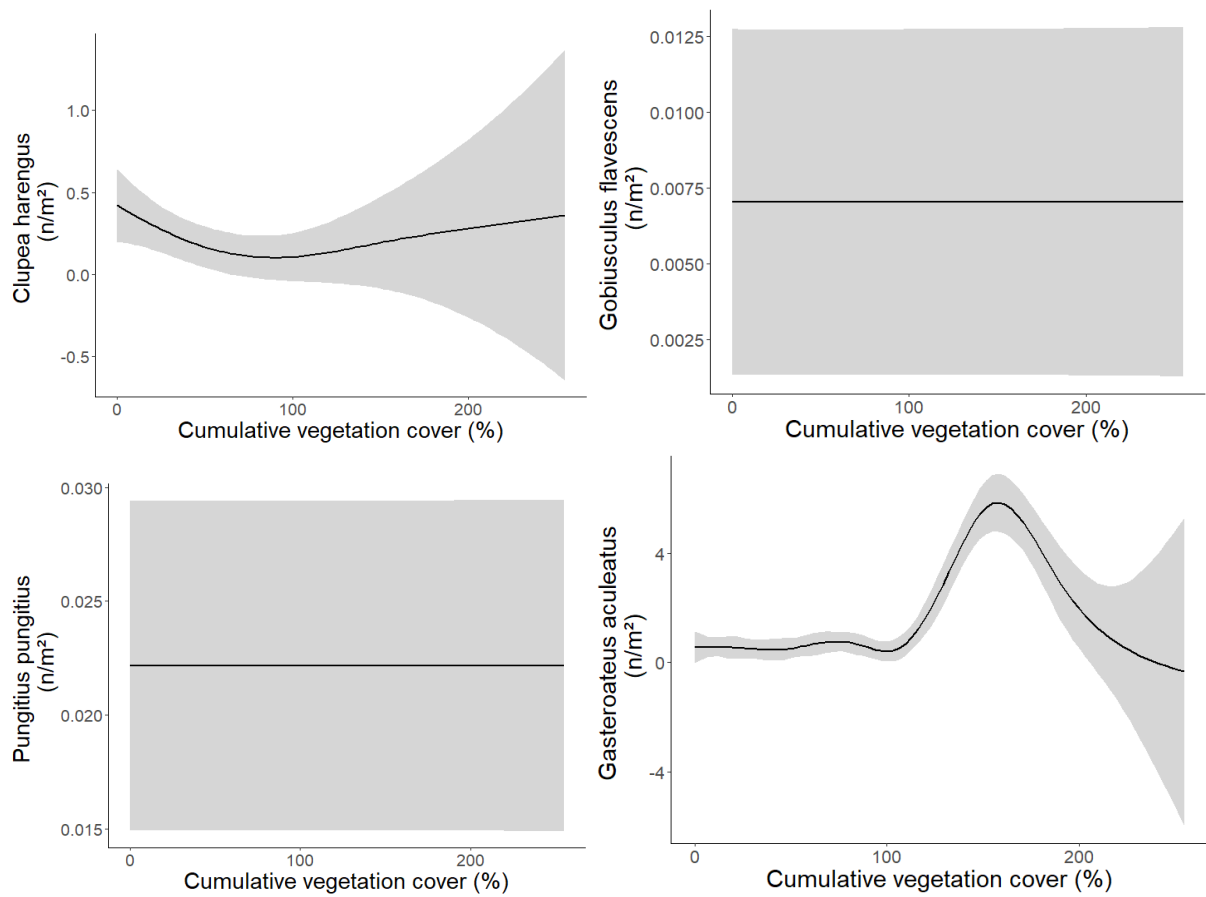 Clupea harengus
(n/m²)
1.0
0.5
0.0
-0.5
0 100 200
Cumulative vegetation cover (%)
Gobiusculus flavescens
(n/m²)
0.0125
0.0100
0.0075
0.0050
0.0025
0 100 200
Cumulative vegetation cover (%)
Pungitius pungitius
(n/m²)
0.030
0.025
0.020
0.015
0 100 200
Cumulative vegetation cover (%)
Gasteroateus aculeatus
(n/m²)
4
0
-4
0 100 200
Cumulative vegetation cover (%)